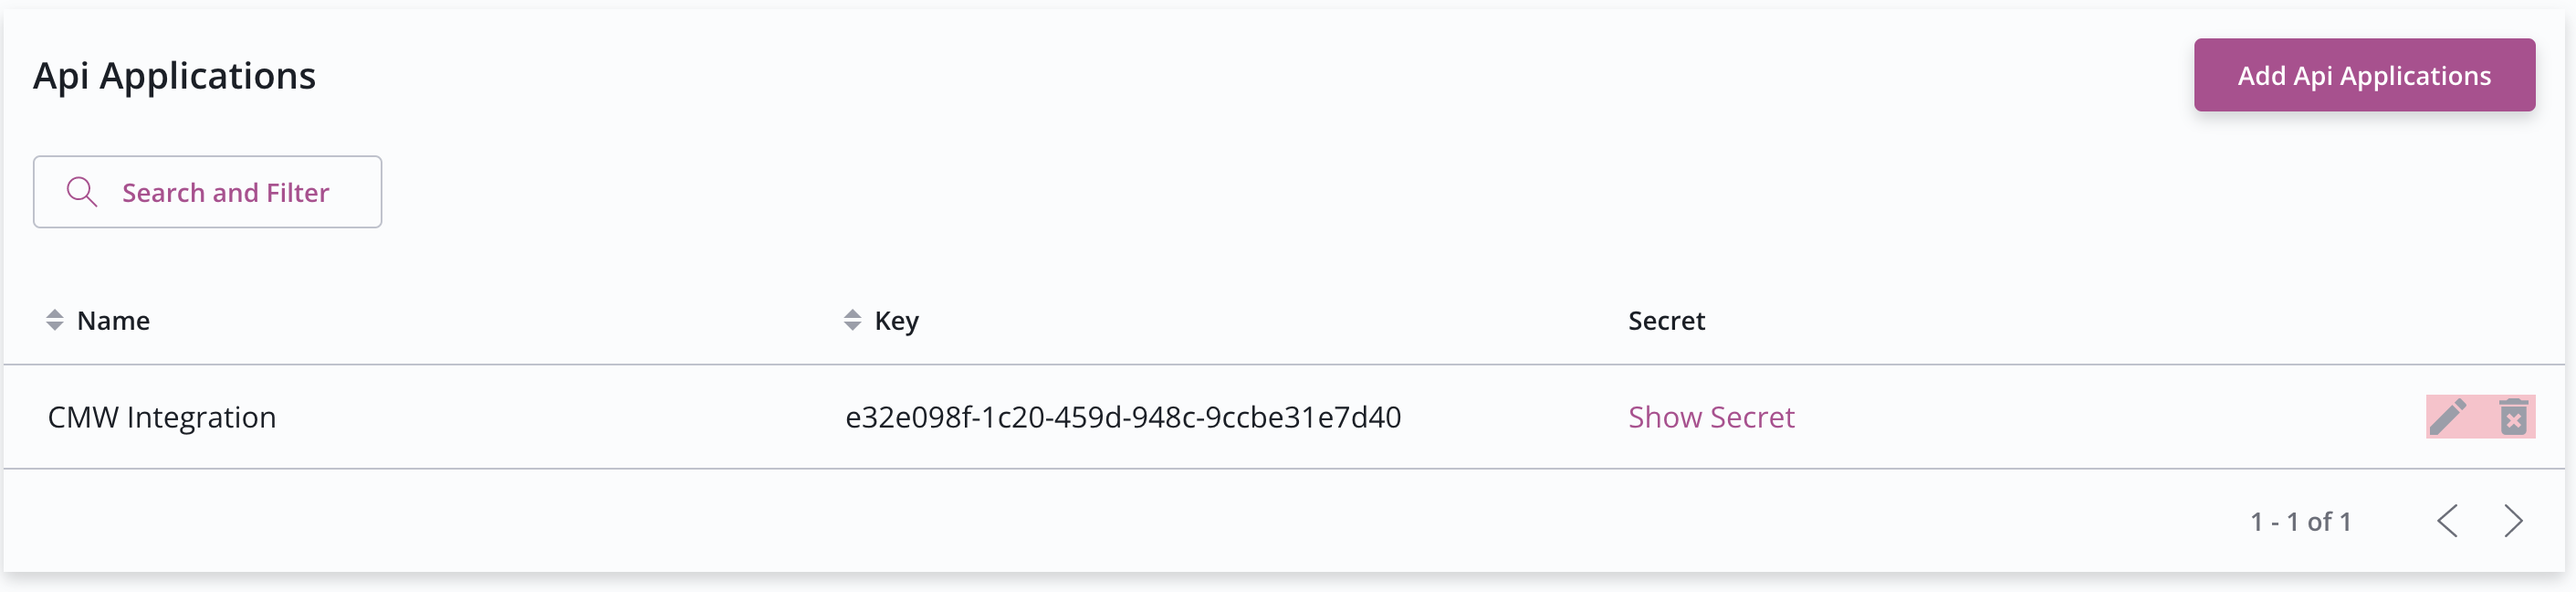 Api Applications
Add Api Applications
Search and Filter
Name Key Secret
CMW Integration e32e098f-1c20-459d-948c-9ccbe31e7d40 Show Secret
1 - 1 of 1